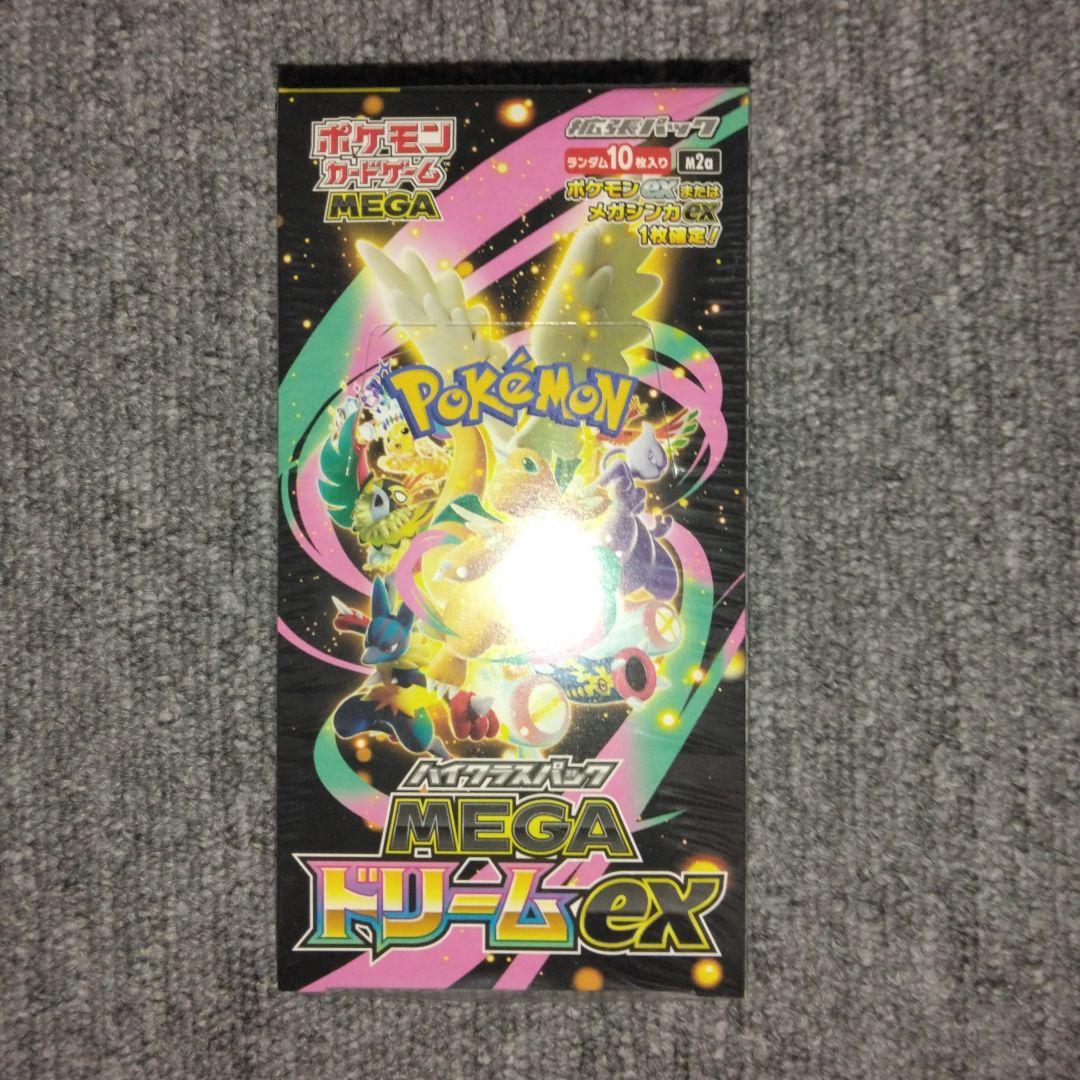 ポケモン
カードゲーム™
MEGA
拡張パック
ランダム10枚入り M2a
ポケモンexまたは
メガシンカex
1枚確定!
POKéMON™
ハイクラスパック
MEGA
ドリームex